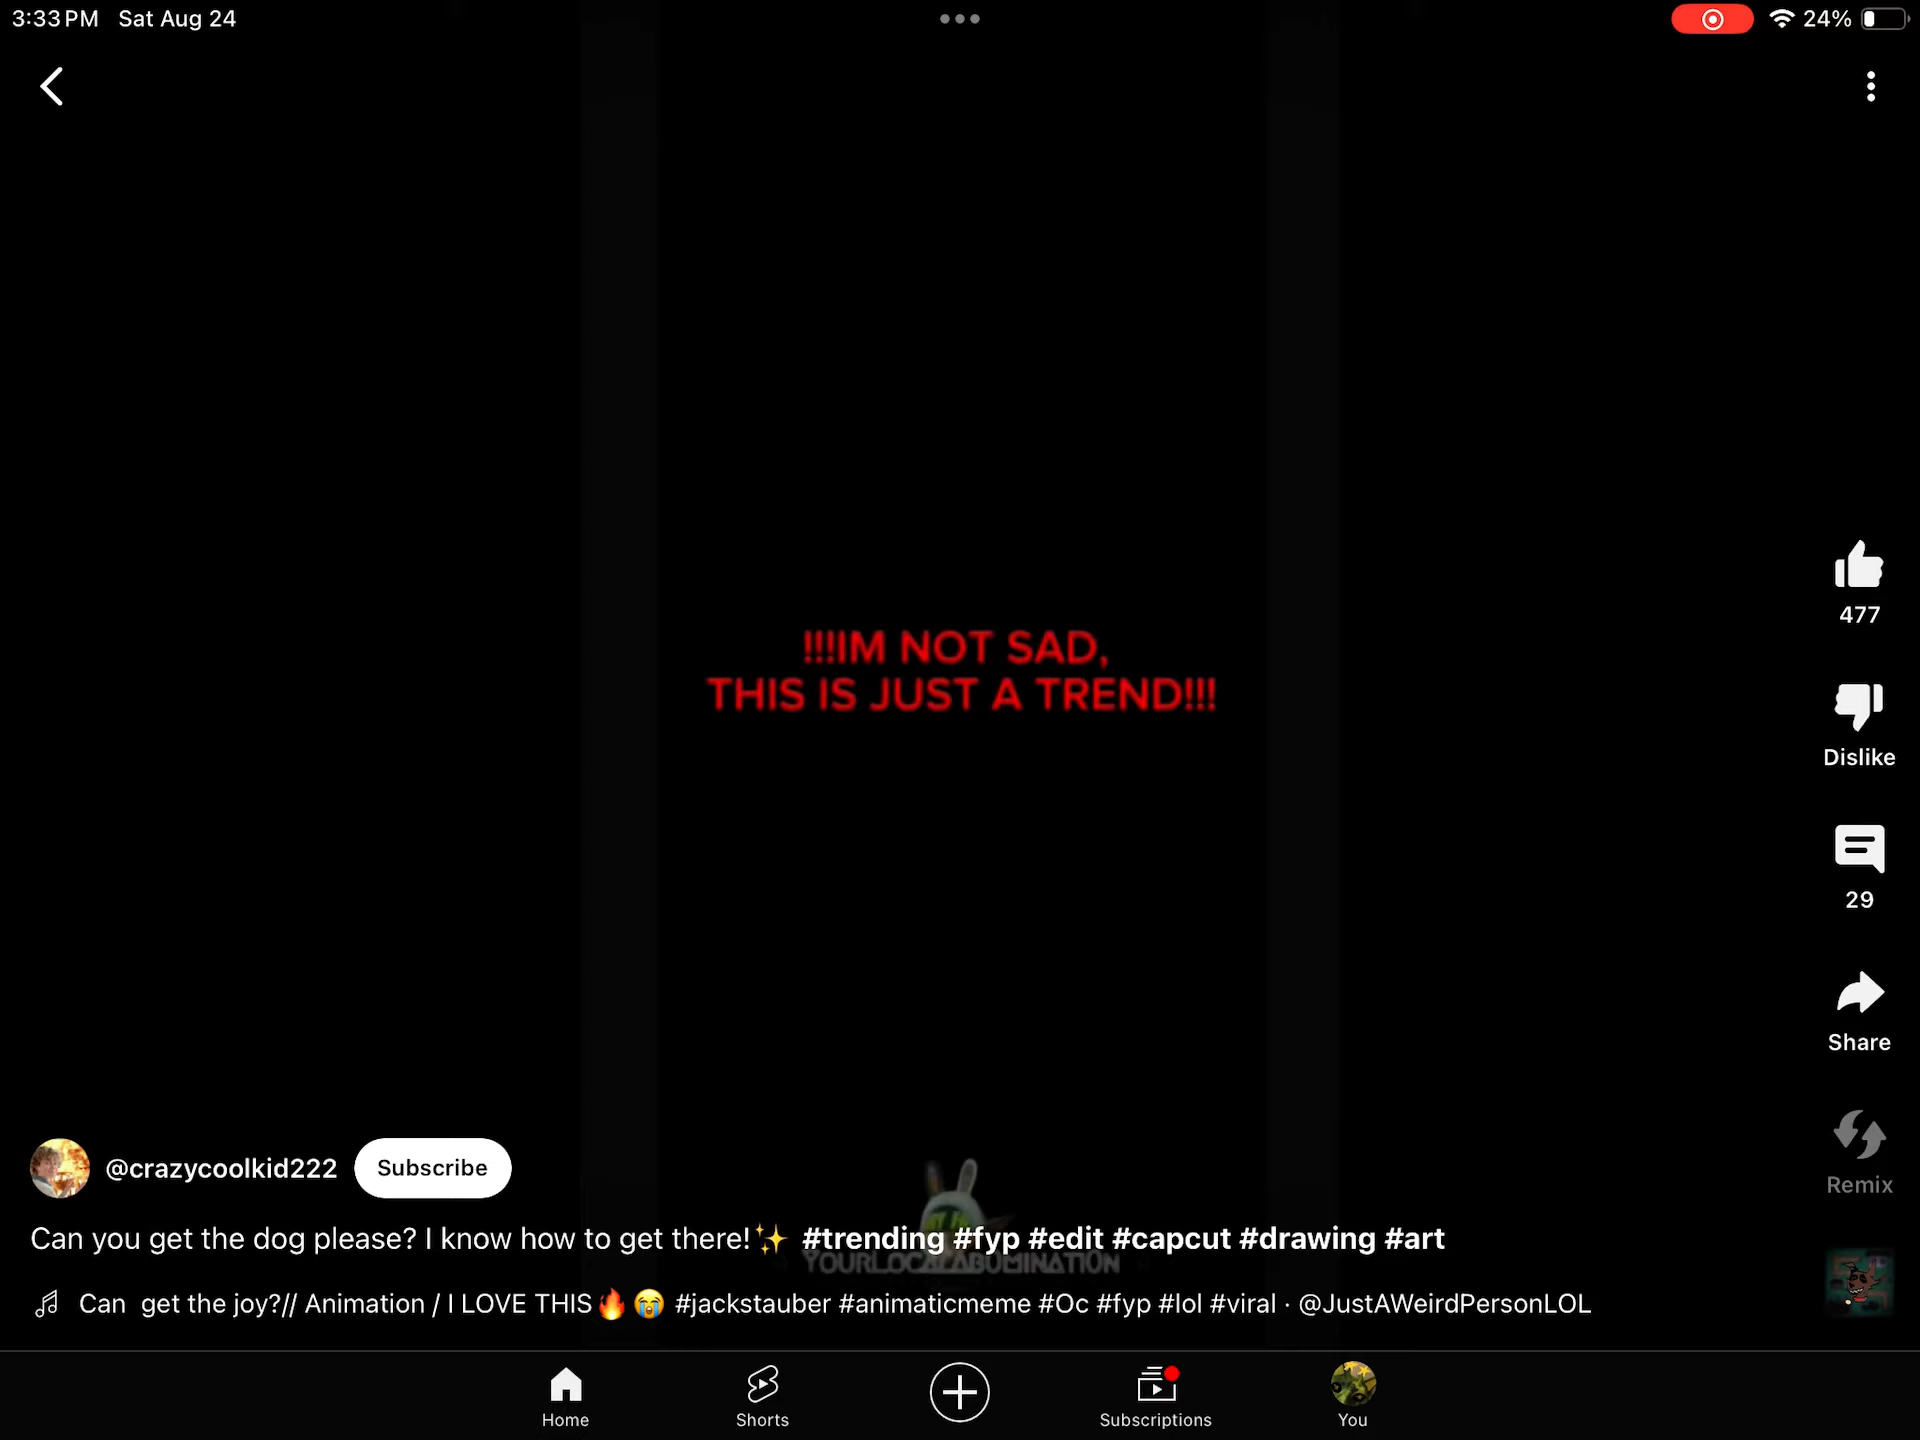 3:33 PM Sat Aug 24
24%
!!!IM NOT SAD,
THIS IS JUST A TREND!!!
477
Dislike
29
Share
Remix
@crazycoolkid222 Subscribe
Can you get the dog please? I know how to get there!✨ #trending #fyp #edit #capcut #drawing #art
YOURLOCALABOMINATION
Can get the joy?// Animation / I LOVE THIS🔥😭 #jackstauber #animaticmeme #Oc #fyp #lol #viral · @JustAWeirdPersonLOL
Home
Shorts
Subscriptions
You